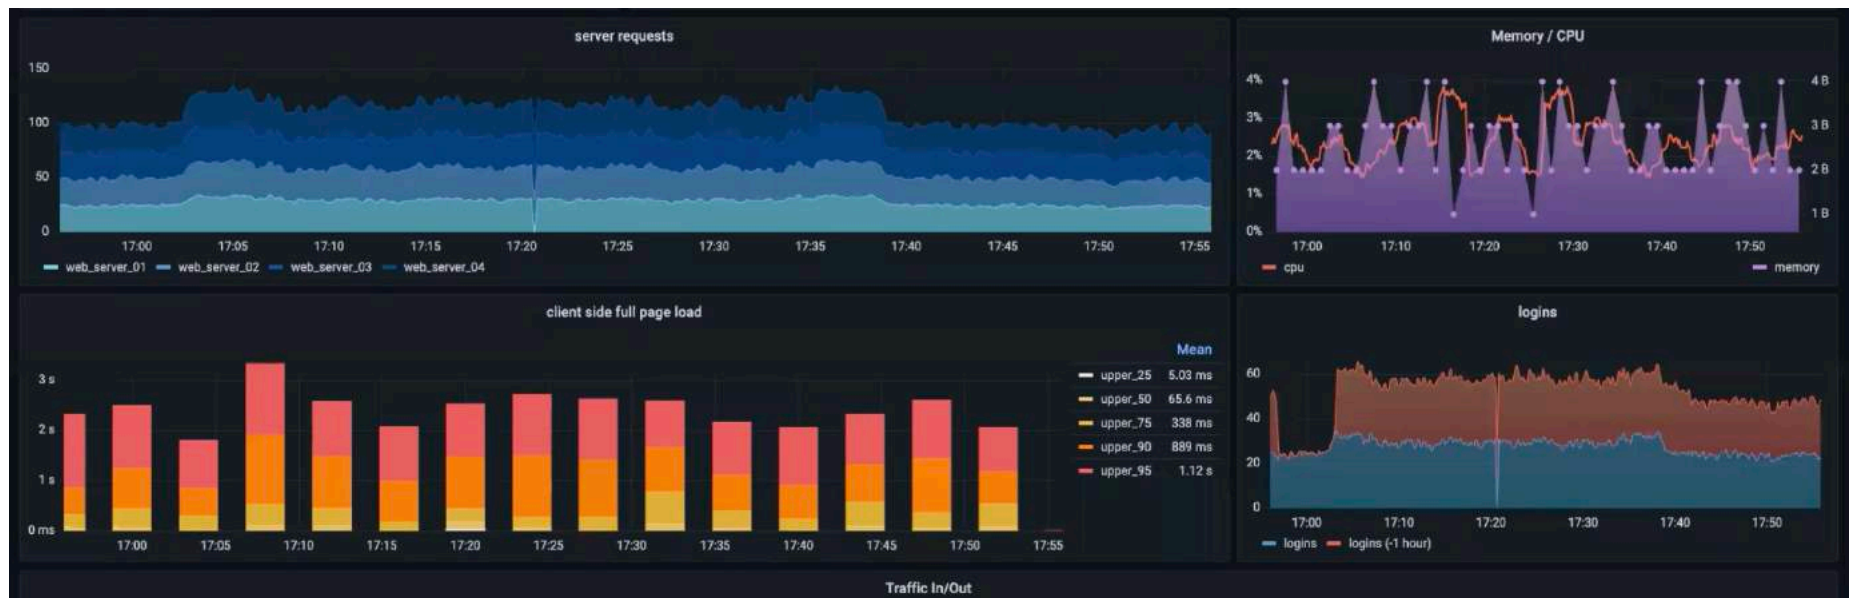 server requests
150
100
50
0
17:00 17:05 17:10 17:15 17:20 17:25 17:30 17:35 17:40 17:45 17:50 17:55
web_server_01 web_server_02 web_server_03 web_server_04
Memory / CPU
4% 4 B
3% 3 B
2% 2 B
1% 1 B
0%
17:00 17:10 17:20 17:30 17:40 17:50
cpu memory
client side full page load
3 s
2 s
1 s
0 ms
17:00 17:05 17:10 17:15 17:20 17:25 17:30 17:35 17:40 17:45 17:50 17:55
Mean
upper_25 5.03 ms
upper_50 65.6 ms
upper_75 338 ms
upper_90 889 ms
upper_95 1.12 s
logins
60
40
20
0
17:00 17:10 17:20 17:30 17:40 17:50
logins logins (-1 hour)
Traffic In/Out